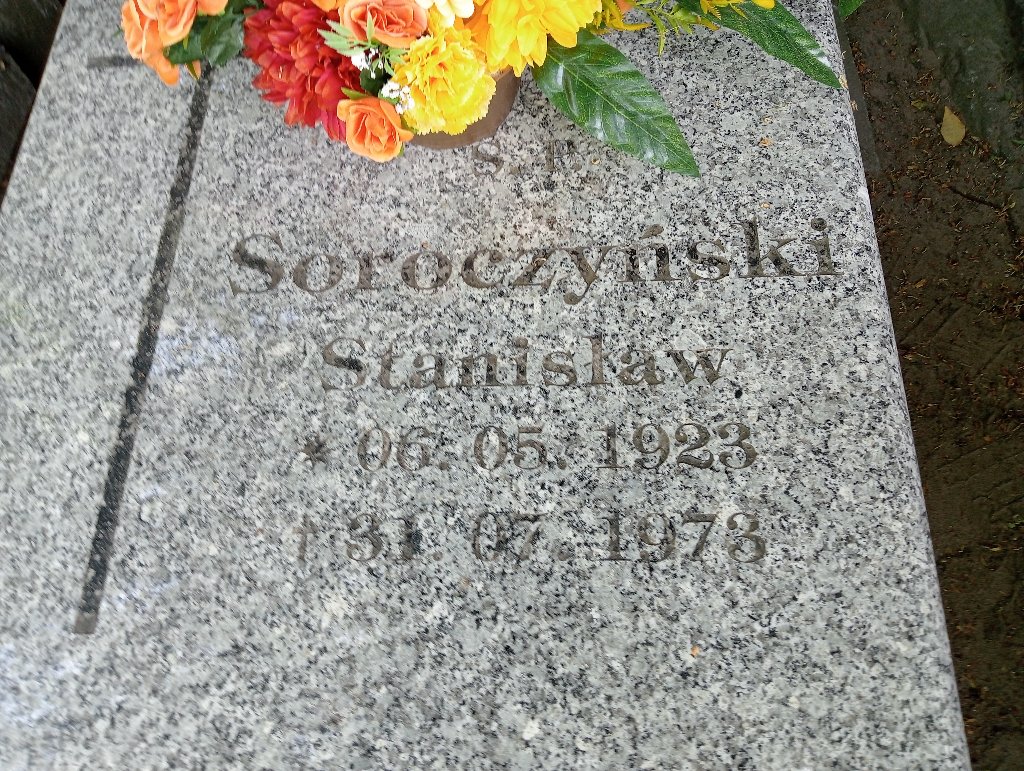 Ś. P.
Soroczyński
Stanisław
* 06. 05. 1923
† 31. 07. 1973